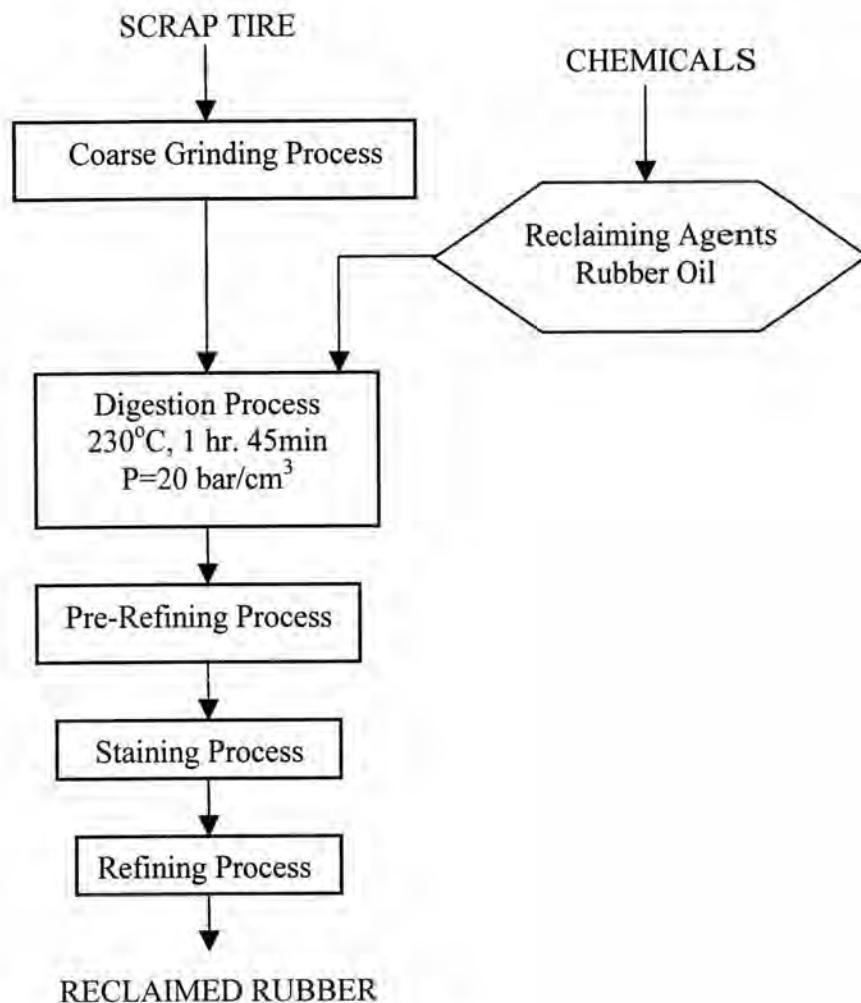 SCRAP TIRE
CHEMICALS
Coarse Grinding Process
Reclaiming Agents
Rubber Oil
Digestion Process
230°C, 1 hr. 45min
P=20 bar/cm³
Pre-Refining Process
Staining Process
Refining Process
RECLAIMED RUBBER